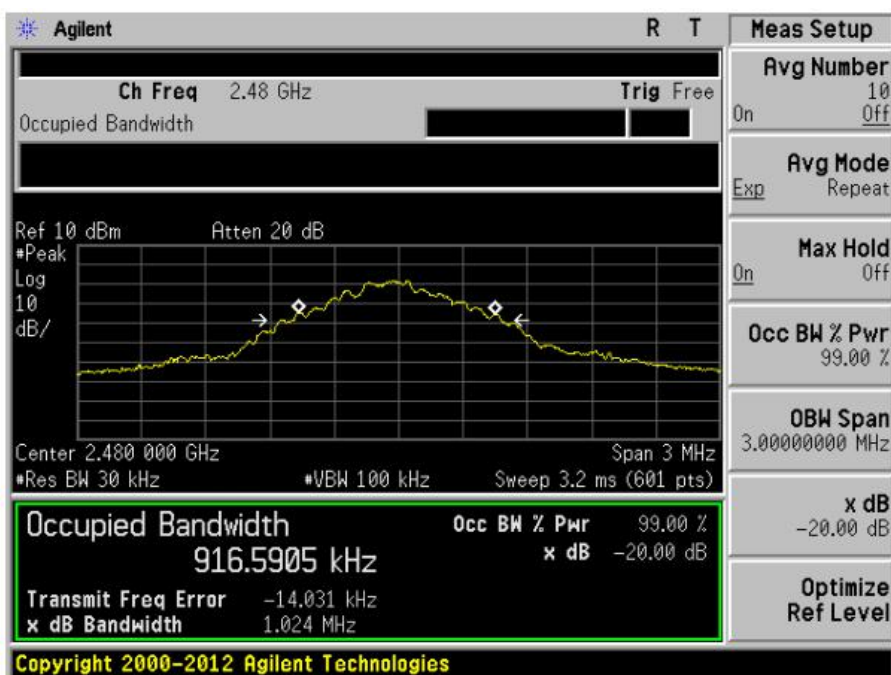 Agilent R T
Ch Freq 2.48 GHz Trig Free
Occupied Bandwidth
Ref 10 dBm Atten 20 dB
#Peak
Log
10
dB/
Center 2.480 000 GHz Span 3 MHz
#Res BW 30 kHz #VBW 100 kHz Sweep 3.2 ms (601 pts)
Occupied Bandwidth Occ BW % Pwr 99.00 %
916.5905 kHz x dB -20.00 dB
Transmit Freq Error -14.031 kHz
x dB Bandwidth 1.024 MHz
Copyright 2000-2012 Agilent Technologies
Meas Setup
Avg Number
10
On Off
Avg Mode
Exp Repeat
Max Hold
On Off
Occ BW % Pwr
99.00 %
OBW Span
3.00000000 MHz
x dB
-20.00 dB
Optimize
Ref Level